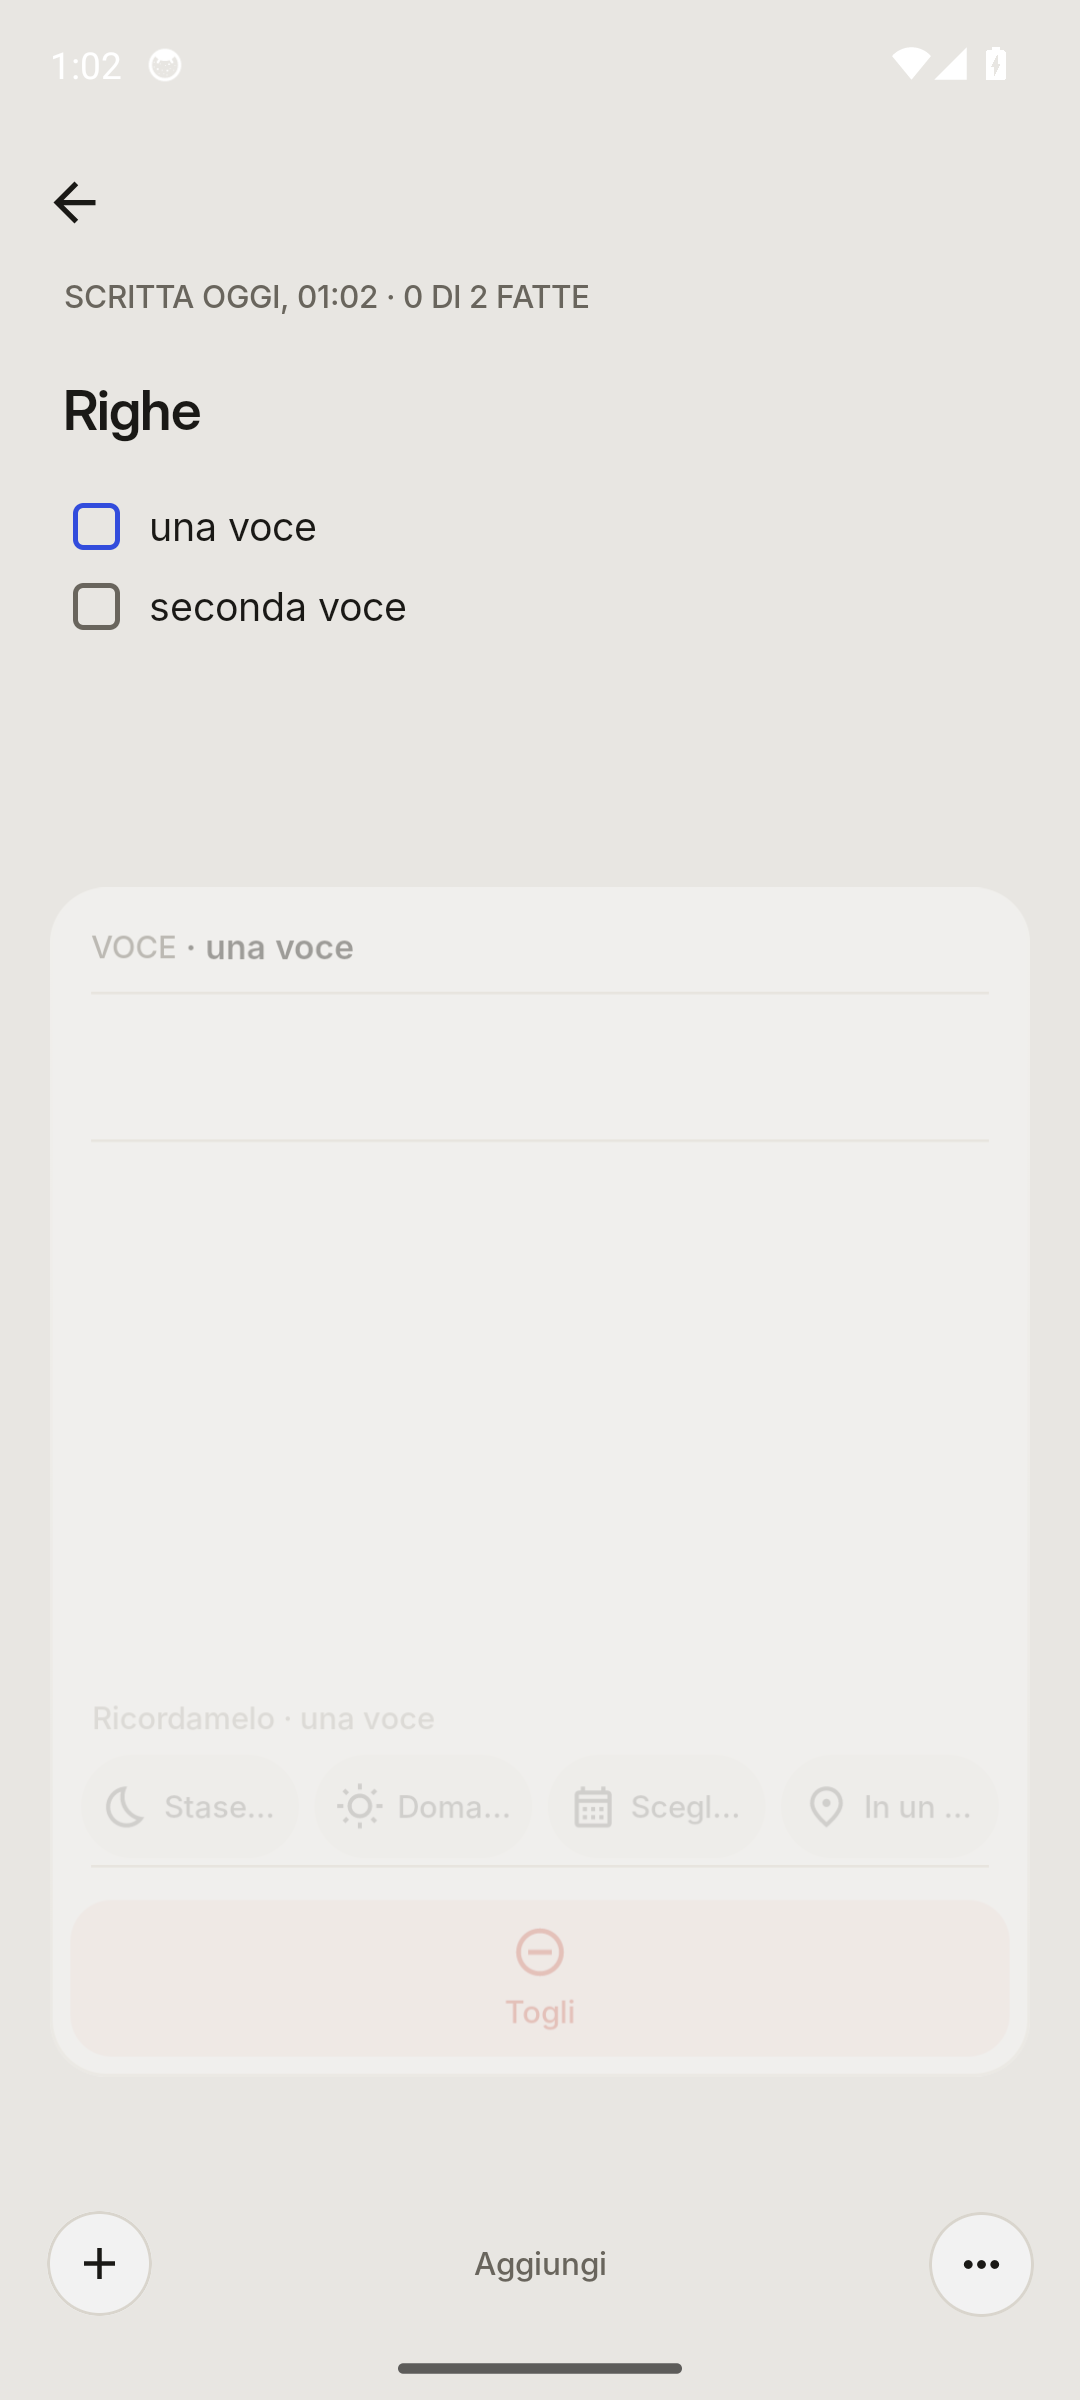 1:02
SCRITTA OGGI, 01:02 · 0 DI 2 FATTE
Righe
una voce
seconda voce
VOCE · una voce
Ricordamelo · una voce
Stase... Doma... Scegl... In un ...
Togli
Aggiungi